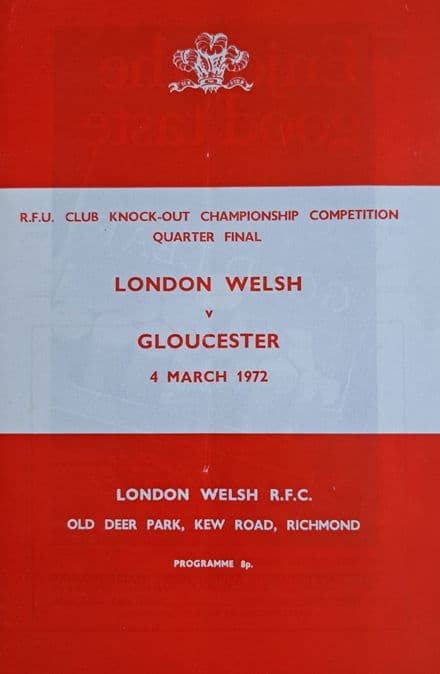 R.F.U. CLUB KNOCK-OUT CHAMPIONSHIP COMPETITION
QUARTER FINAL
LONDON WELSH
v
GLOUCESTER
4 MARCH 1972
LONDON WELSH R.F.C.
OLD DEER PARK, KEW ROAD, RICHMOND
PROGRAMME 8p.